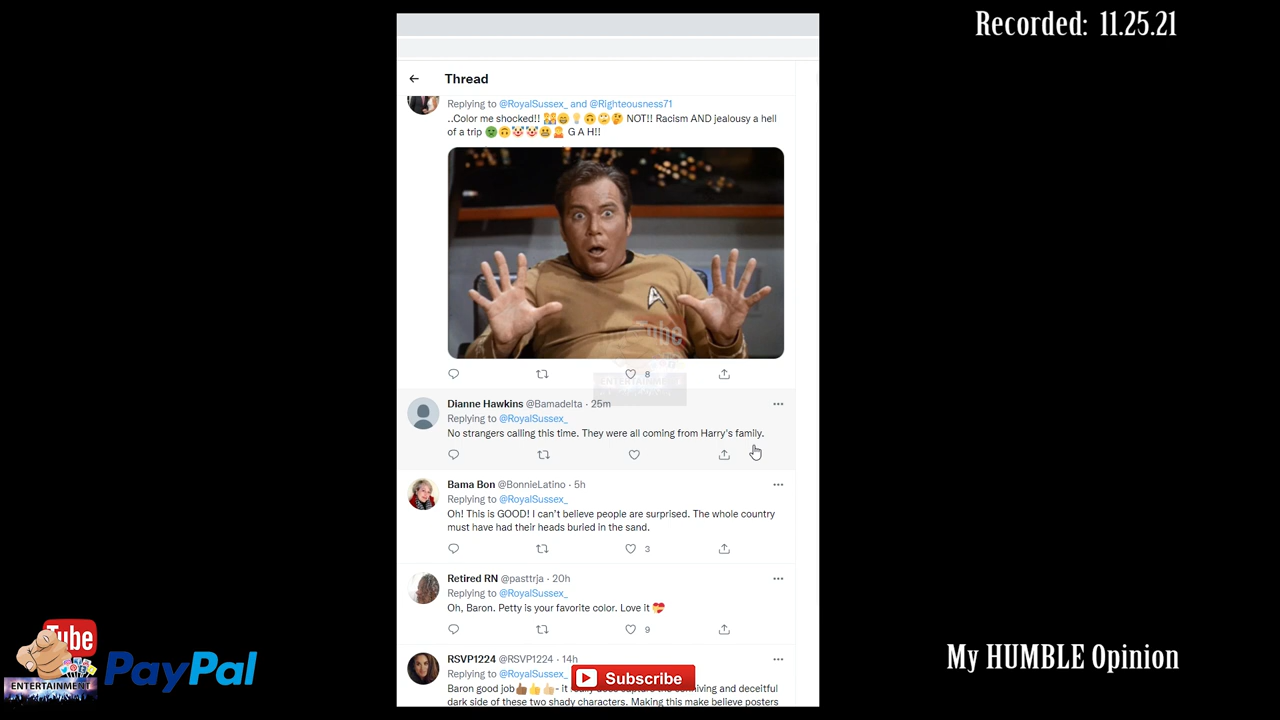 Recorded: 11.25.21
Thread
Replying to @RoyalSussex_ and @Righteousness71
..Color me shocked!! NOT!! Racism AND jealousy a hell
of a trip G A H!!
8
Dianne Hawkins @Bamadelta · 25m
Replying to @RoyalSussex_
No strangers calling this time. They were all coming from Harry's family.
Bama Bon @BonnieLatino · 5h
Replying to @RoyalSussex_
Oh! This is GOOD! I can't believe people are surprised. The whole country
must have had their heads buried in the sand.
3
Retired RN @pasttrja · 20h
Replying to @RoyalSussex_
Oh, Baron. Petty is your favorite color. Love it
9
RSVP1224 @RSVP1224 · 14h
Replying to @RoyalSussex_
Baron good job - it and deceitful
dark side of these two shady characters. Making this make believe posters
Subscribe
Tube
ENTERTAINMENT
PayPal
My HUMBLE Opinion